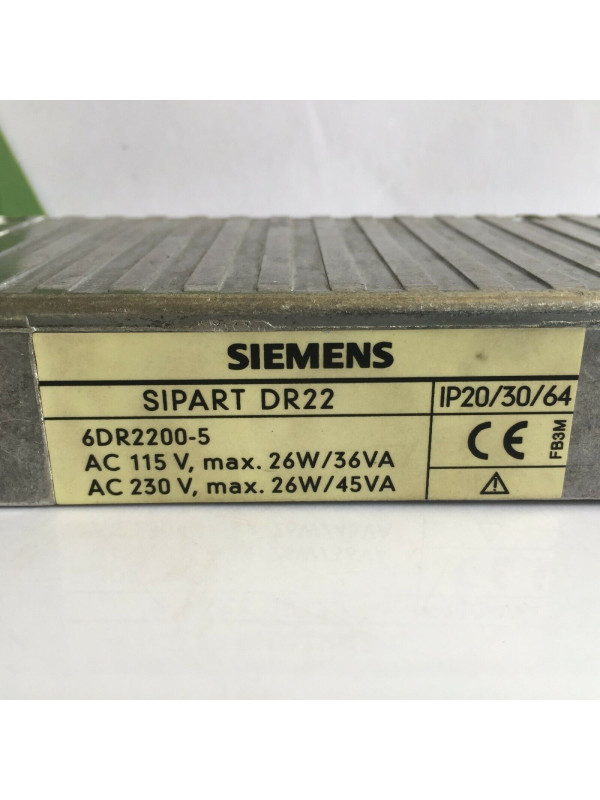 SIEMENS
SIPART DR22
IP20/30/64
6DR2200-5
AC 115 V, max. 26W/36VA
AC 230 V, max. 26W/45VA
CE
FB3M